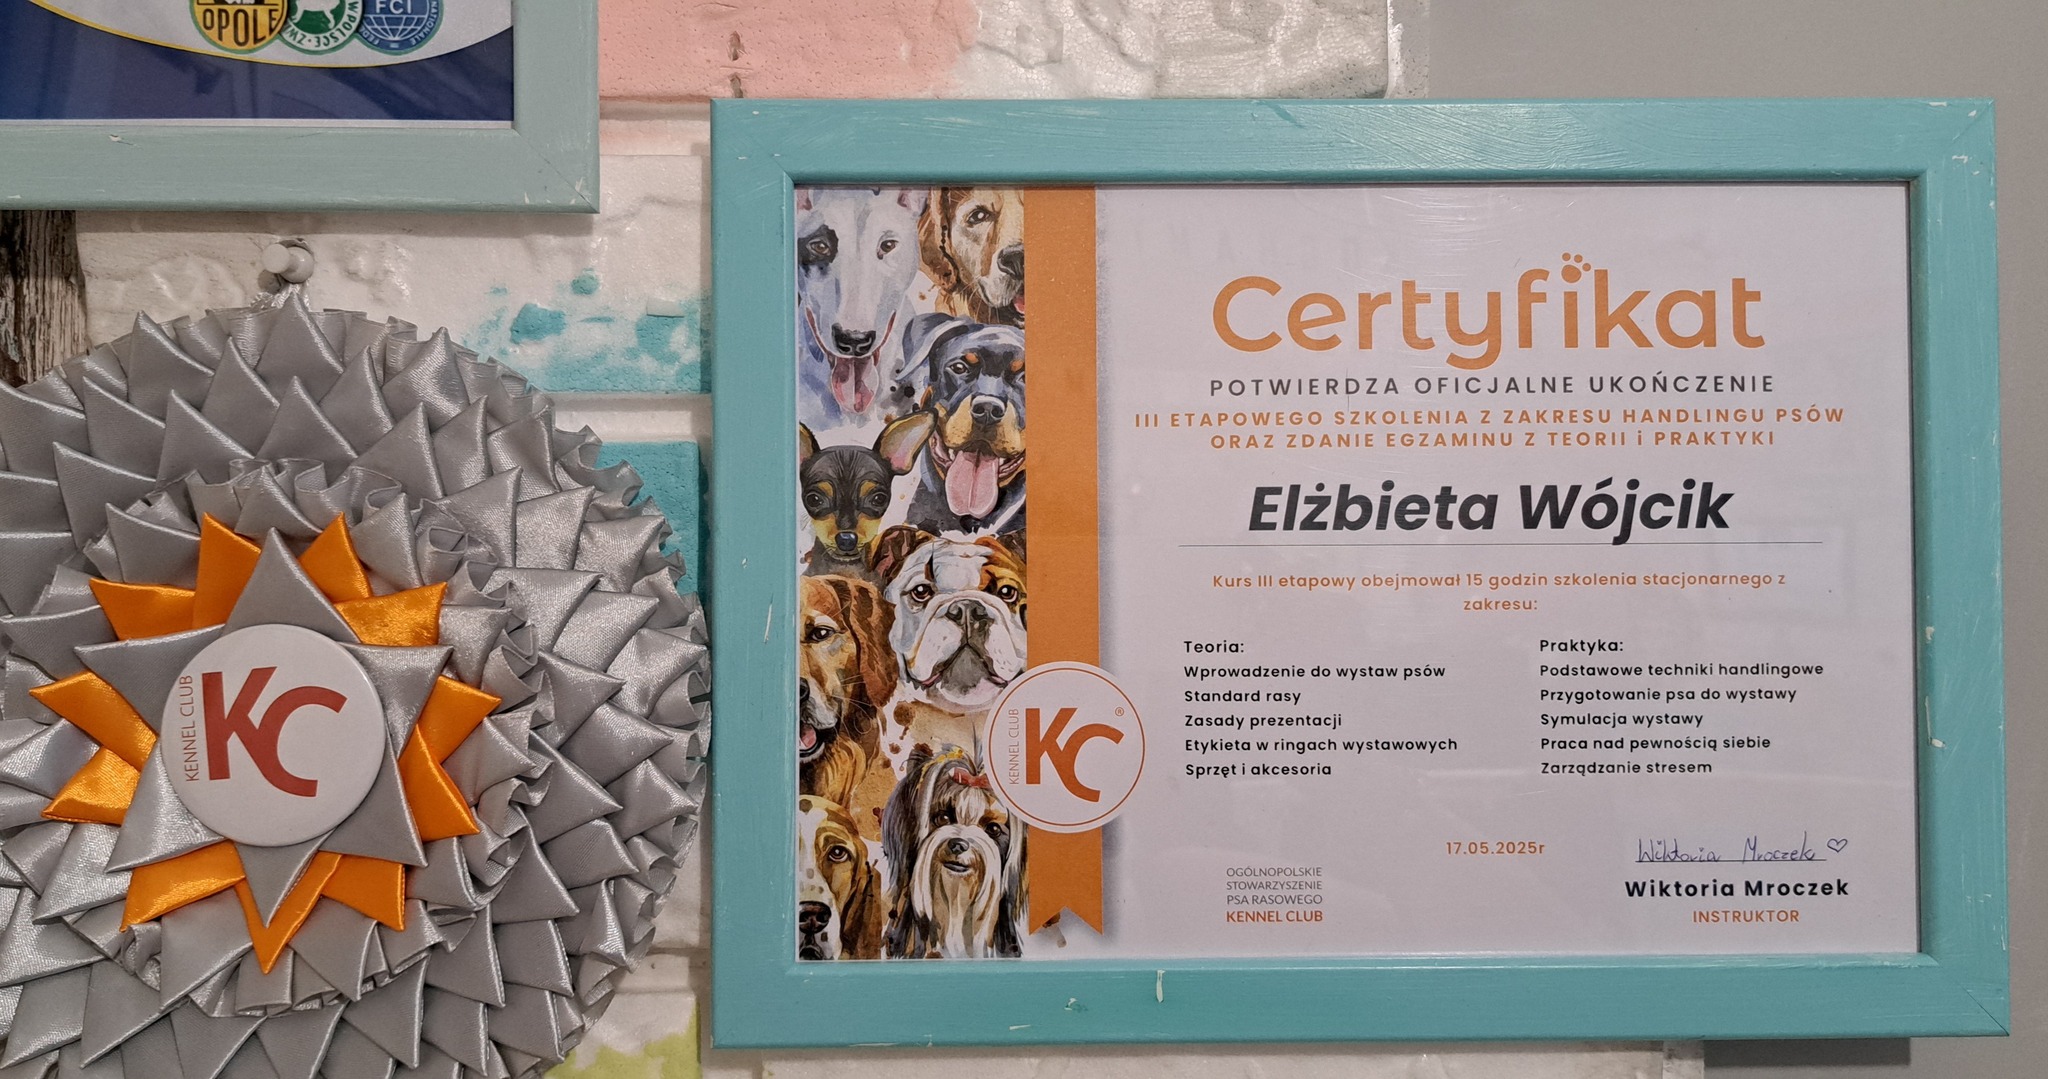 OPOLE
W POLSCE • ZW
FCI
KENNEL CLUB
KC
Certyfikat
POTWIERDZA OFICJALNE UKOŃCZENIE
III ETAPOWEGO SZKOLENIA Z ZAKRESU HANDLINGU PSÓW
ORAZ ZDANIE EGZAMINU Z TEORII i PRAKTYKI
Elżbieta Wójcik
Kurs III etapowy obejmował 15 godzin szkolenia stacjonarnego z
zakresu:
Teoria:
Wprowadzenie do wystaw psów
Standard rasy
Zasady prezentacji
Etykieta w ringach wystawowych
Sprzęt i akcesoria
Praktyka:
Podstawowe techniki handlingowe
Przygotowanie psa do wystawy
Symulacja wystawy
Praca nad pewnością siebie
Zarządzanie stresem
KENNEL CLUB
KC®
17.05.2025r
Wiktoria Mroczek
Wiktoria Mroczek
INSTRUKTOR
OGÓLNOPOLSKIE
STOWARZYSZENIE
PSA RASOWEGO
KENNEL CLUB